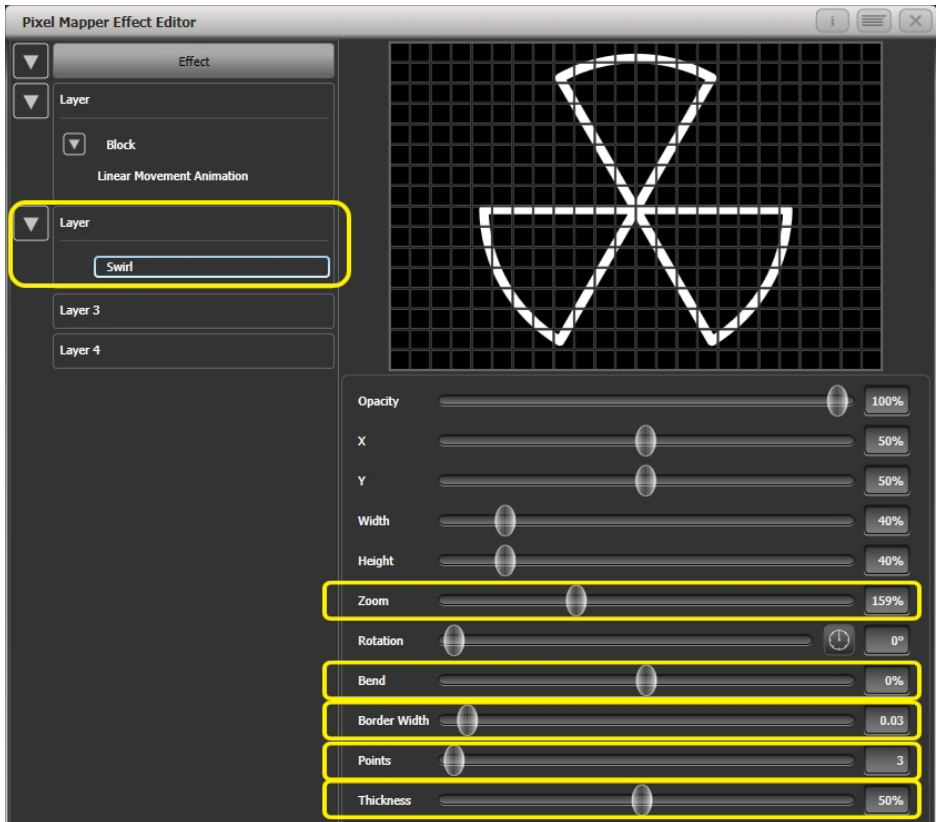 Pixel Mapper Effect Editor
i
Effect
Layer
Block
Linear Movement Animation
Layer
Swirl
Layer 3
Layer 4
Opacity 100%
X 50%
Y 50%
Width 40%
Height 40%
Zoom 159%
Rotation 0°
Bend 0%
Border Width 0.03
Points 3
Thickness 50%